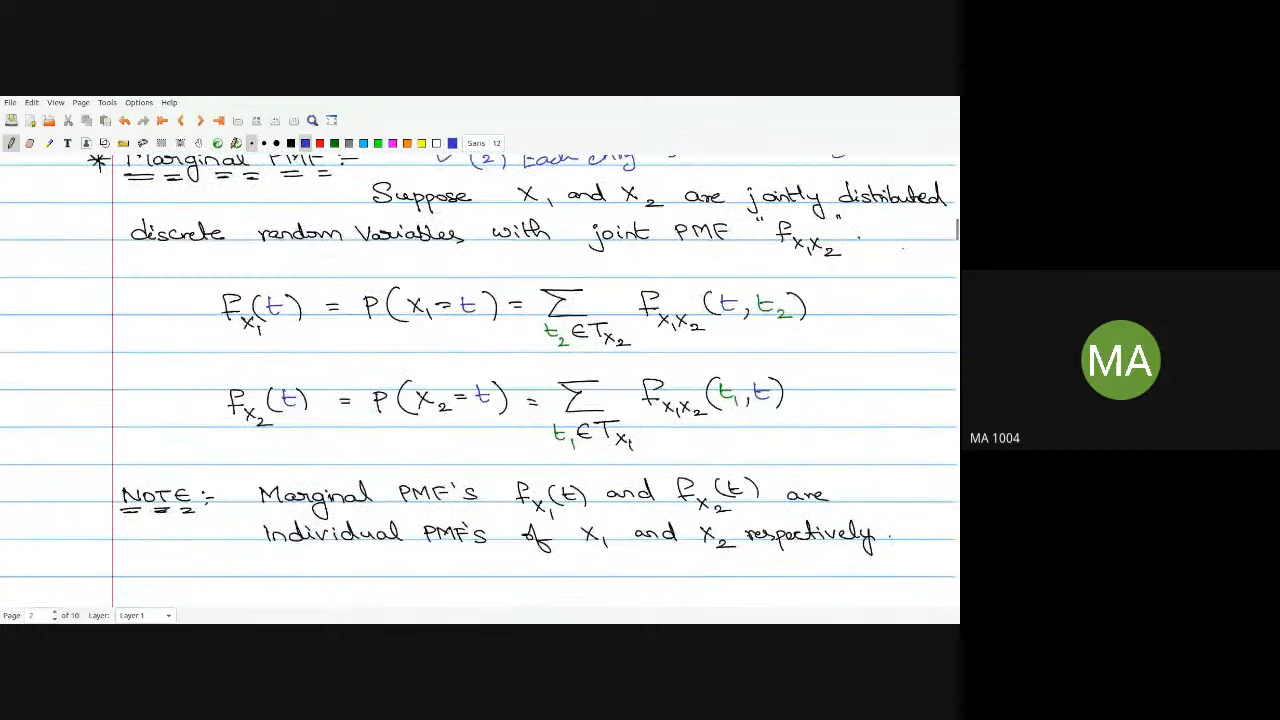 File Edit View Page Tools Options Help
Sans 12
* Marginal PMF :- ✓ (2) Each
Suppose X₁ and X₂ are jointly distributed
discrete random variables with joint PMF "f_{X₁X₂}".
f_{X₁}(t) = P(X₁=t) = ∑_{t₂∈T_{X₂}} f_{X₁X₂}(t,t₂)
f_{X₂}(t) = P(X₂=t) = ∑_{t₁∈T_{X₁}} f_{X₁X₂}(t₁,t)
NOTE :- Marginal PMF's f_{X₁}(t) and f_{X₂}(t) are
individual PMF's of X₁ and X₂ respectively.
Page 2 of 10 Layer: Layer 1
MA
MA 1004